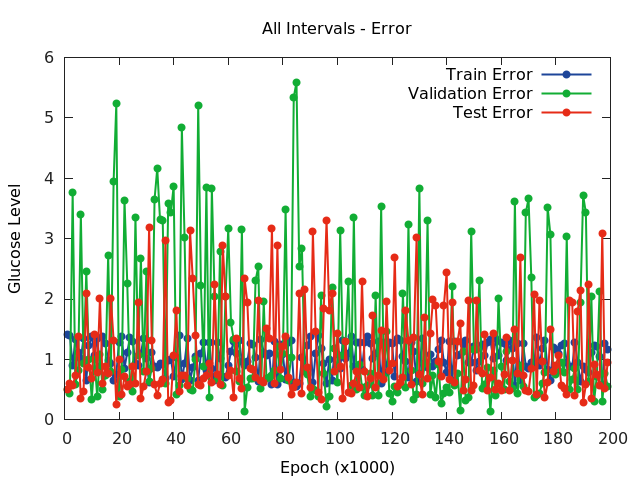 All Intervals - Error
Train Error
Validation Error
Test Error
6
5
4
3
2
1
0
Glucose Level
0 20 40 60 80 100 120 140 160 180 200
Epoch (x1000)